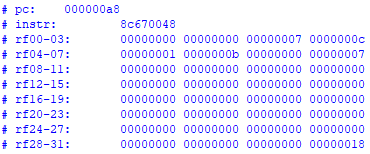 # pc: 000000a8
# instr: 8c670048
# rf00-03: 00000000 00000000 00000007 0000000c
# rf04-07: 00000001 0000000b 00000000 00000007
# rf08-11: 00000000 00000000 00000000 00000000
# rf12-15: 00000000 00000000 00000000 00000000
# rf16-19: 00000000 00000000 00000000 00000000
# rf20-23: 00000000 00000000 00000000 00000000
# rf24-27: 00000000 00000000 00000000 00000000
# rf28-31: 00000000 00000000 00000000 00000018